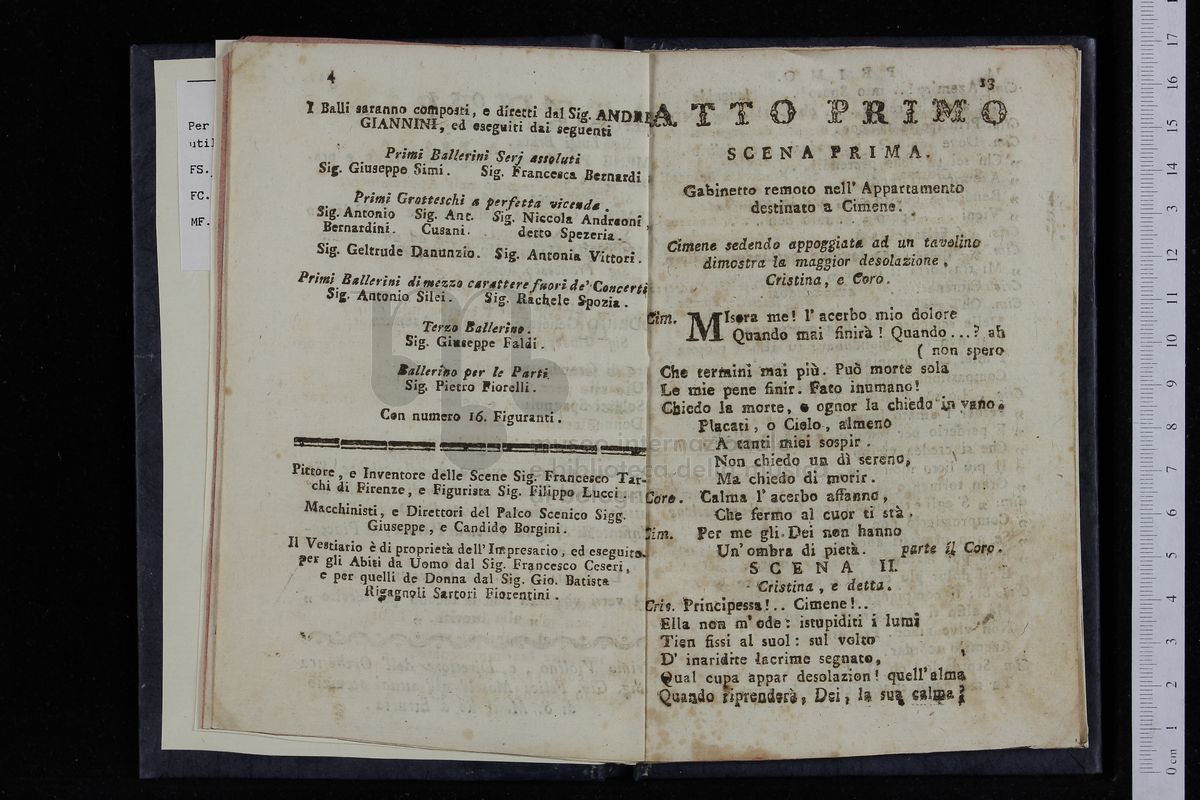 4
I Balli saranno composti, e diretti dal Sig. ANDREA
GIANNINI, ed eseguiti dai seguenti
Primi Ballerini Serj assoluti
Sig. Giuseppe Simi. Sig. Francesca Bernardi
Primi Grotteschi a perfetta vicenda.
Sig. Antonio Sig. Ant. Sig. Niccola Andreoni,
Bernardini. Cusani. detto Spezeria.
Sig. Geltrude Danunzio. Sig. Antonia Vittori.
Primi Ballerini di mezzo carattere fuori de' Concerti
Sig. Antonio Silei. Sig. Rachele Spozia.
Terzo Ballerino.
Sig. Giuseppe Faldi.
Ballerino per le Parti
Sig. Pietro Fiorelli.
Con numero 16. Figuranti.
Pittore, e Inventore delle Scene Sig. Francesco Tar-
chi di Firenze, e Figurista Sig. Filippo Lucci.
Macchinisti, e Direttori del Palco Scenico Sigg.
Giuseppe, e Candido Borgini.
Il Vestiario è di proprietà dell'Impresario, ed eseguito
per gli Abiti da Uomo dal Sig. Francesco Ceseri,
e per quelli de Donna dal Sig. Gio. Batista
Rigagnoli Sartori Fiorentini.
13
ATTO PRIMO
SCENA PRIMA.
Gabinetto remoto nell'Appartamento
destinato a Cimene.
Cimene sedendo appoggiata ad un tavolino
dimostra la maggior desolazione,
Cristina, e Coro.
Cim. MIsera me! l'acerbo mio dolore
Quando mai finirà! Quando...? ah
( non spero
Che termini mai più. Può morte sola
Le mie pene finir. Fato inumano!
Chiedo la morte, e ognor la chiedo in vano.
Placati, o Cielo, almeno
A tanti miei sospir.
Non chiedo un dì sereno,
Ma chiedo di morir.
Coro. Calma l'acerbo affanno,
Che fermo al cuor ti stà.
Cim. Per me gli Dei non hanno
Un'ombra di pietà. parte il Coro.
SCENA II.
Cristina, e detta.
Cris. Principessa!.. Cimene!..
Ella non m'ode: istupiditi i lumi
Tien fissi al suol: sul volto
D'inaridite lacrime segnato,
Qual cupa appar desolazion! quell'alma
Quando riprenderà, Dei, la sua calma?
Per
util
FS.
FC.
MF.
museo internazionale
e biblioteca della musica